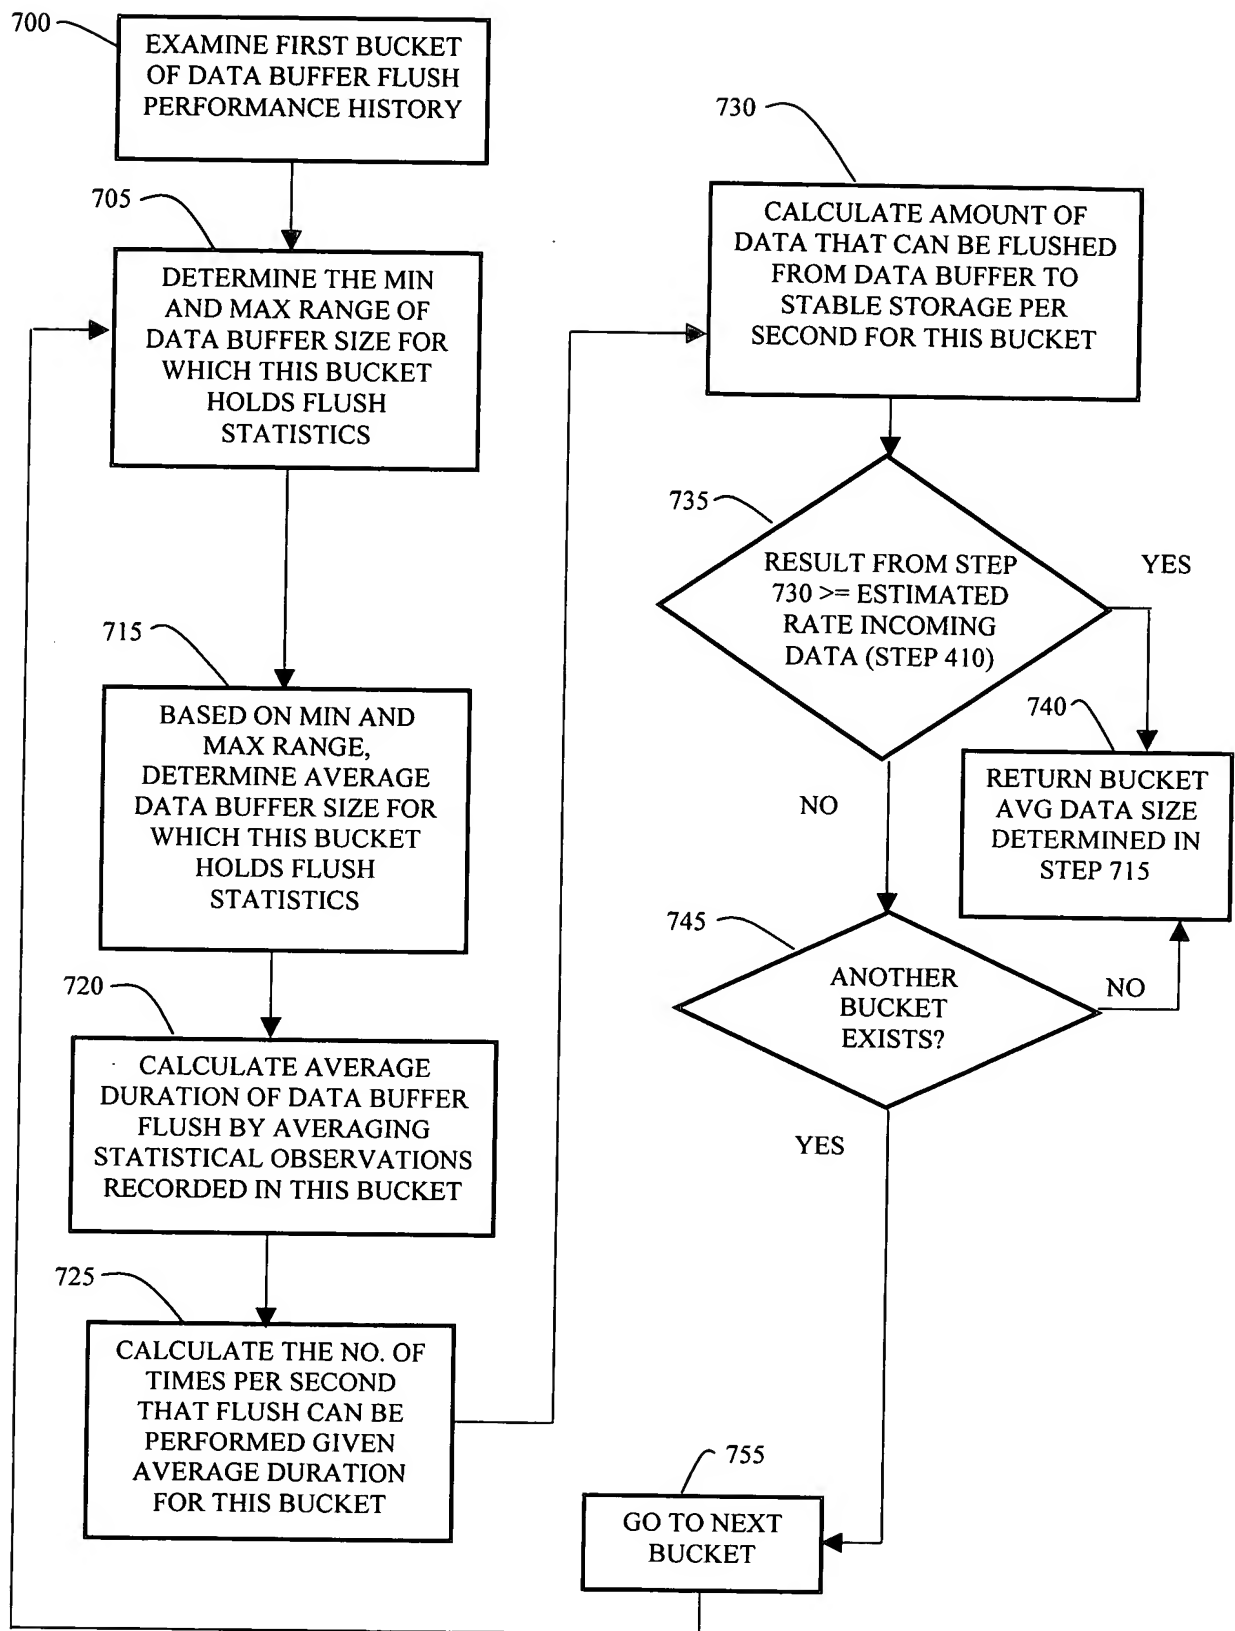 700
EXAMINE FIRST BUCKET
OF DATA BUFFER FLUSH
PERFORMANCE HISTORY
705
DETERMINE THE MIN
AND MAX RANGE OF
DATA BUFFER SIZE FOR
WHICH THIS BUCKET
HOLDS FLUSH
STATISTICS
715
BASED ON MIN AND
MAX RANGE,
DETERMINE AVERAGE
DATA BUFFER SIZE FOR
WHICH THIS BUCKET
HOLDS FLUSH
STATISTICS
720
CALCULATE AVERAGE
DURATION OF DATA BUFFER
FLUSH BY AVERAGING
STATISTICAL OBSERVATIONS
RECORDED IN THIS BUCKET
725
CALCULATE THE NO. OF
TIMES PER SECOND
THAT FLUSH CAN BE
PERFORMED GIVEN
AVERAGE DURATION
FOR THIS BUCKET
730
CALCULATE AMOUNT OF
DATA THAT CAN BE FLUSHED
FROM DATA BUFFER TO
STABLE STORAGE PER
SECOND FOR THIS BUCKET
735
RESULT FROM STEP
730 >= ESTIMATED
RATE INCOMING
DATA (STEP 410)
YES
NO
740
RETURN BUCKET
AVG DATA SIZE
DETERMINED IN
STEP 715
745
ANOTHER
BUCKET
EXISTS?
NO
YES
755
GO TO NEXT
BUCKET